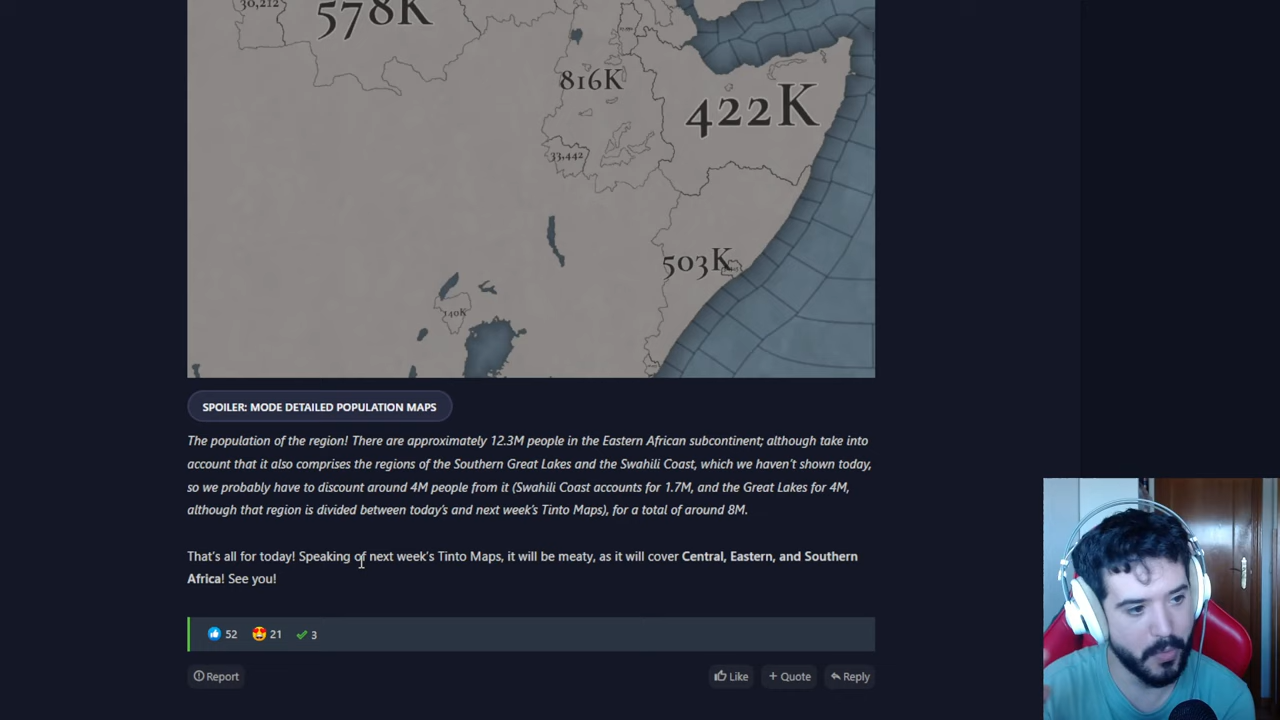 30,212
578K
816K
422K
33,442
503K
140K
SPOILER: MODE DETAILED POPULATION MAPS
The population of the region! There are approximately 12.3M people in the Eastern African subcontinent; although take into
account that it also comprises the regions of the Southern Great Lakes and the Swahili Coast, which we haven't shown today,
so we probably have to discount around 4M people from it (Swahili Coast accounts for 1.7M, and the Great Lakes for 4M,
although that region is divided between today's and next week's Tinto Maps), for a total of around 8M.
That's all for today! Speaking of next week's Tinto Maps, it will be meaty, as it will cover Central, Eastern, and Southern
Africa! See you!
52 21 3
Report Like + Quote Reply